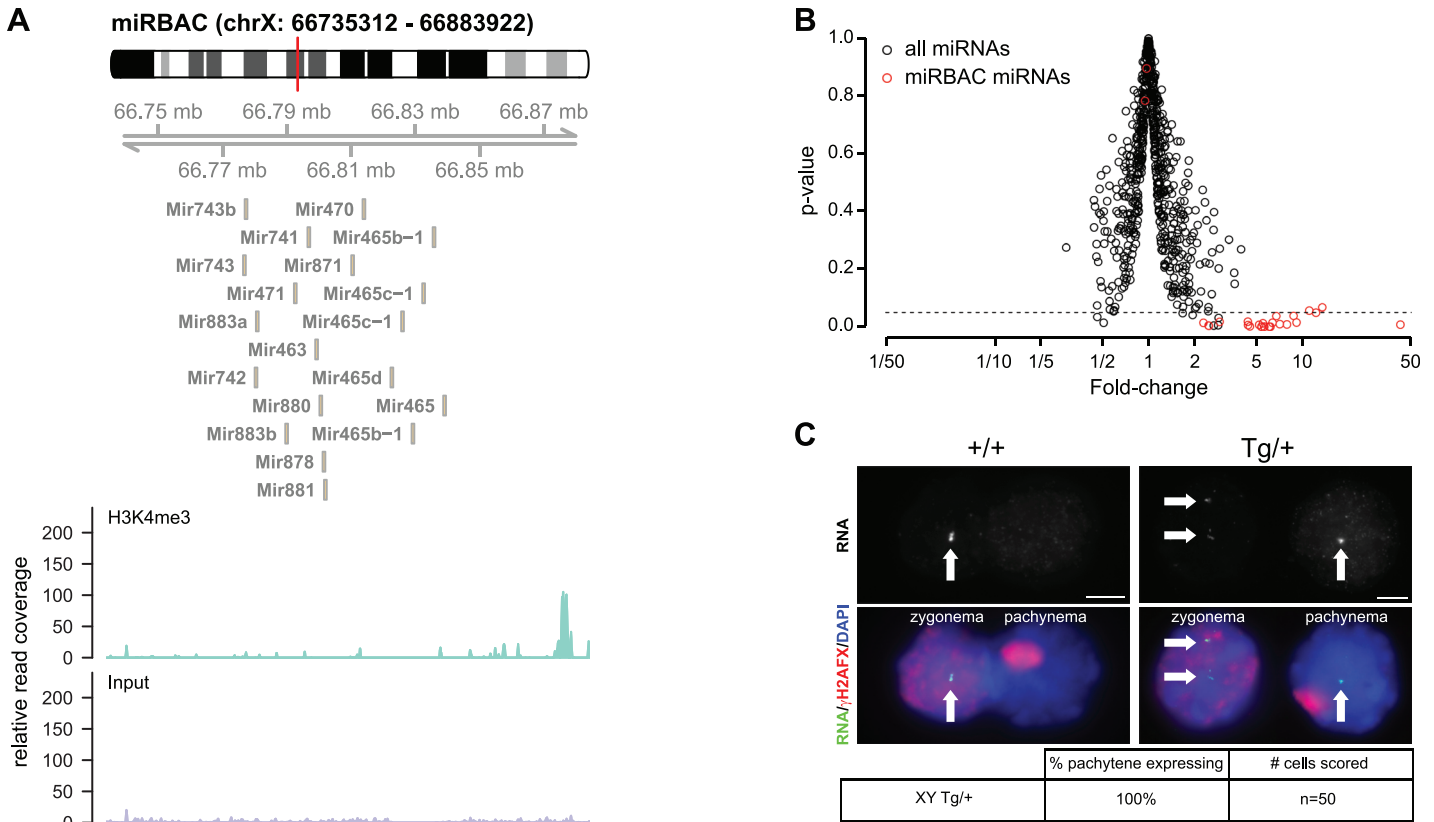 A
miRBAC (chrX: 66735312 - 66883922)
66.75 mb 66.79 mb 66.83 mb 66.87 mb
66.77 mb 66.81 mb 66.85 mb
Mir743b Mir470
Mir741 Mir465b−1
Mir743 Mir871
Mir471 Mir465c−1
Mir883a Mir465c−1
Mir463
Mir742 Mir465d
Mir880 Mir465
Mir883b Mir465b−1
Mir878
Mir881
relative read coverage
H3K4me3
200
150
100
50
0
Input
200
150
100
50
0
B
all miRNAs
miRBAC miRNAs
p-value
1.0
0.8
0.6
0.4
0.2
0.0
1/50 1/10 1/5 1/2 1 2 5 10 50
Fold-change
C
+/+ Tg/+
RNA
RNA/γH2AFX/DAPI
zygonema pachynema zygonema pachynema
% pachytene expressing # cells scored
XY Tg/+ 100% n=50